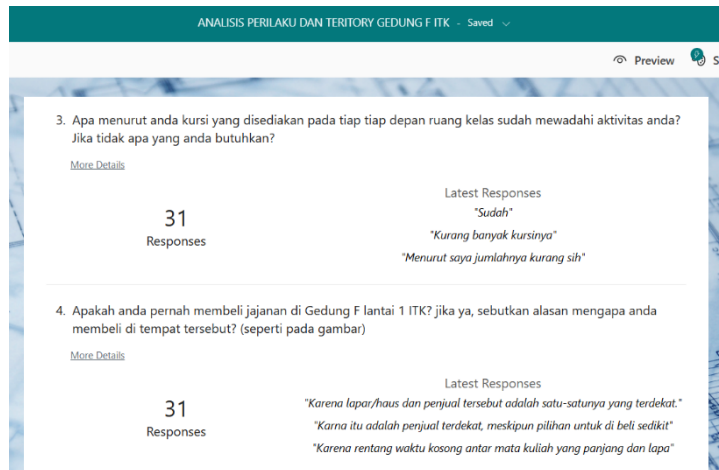 ANALISIS PERILAKU DAN TERITORY GEDUNG F ITK - Saved
Preview
3. Apa menurut anda kursi yang disediakan pada tiap tiap depan ruang kelas sudah mewadahi aktivitas anda?
Jika tidak apa yang anda butuhkan?
More Details
31
Responses
Latest Responses
"Sudah"
"Kurang banyak kursinya"
"Menurut saya jumlahnya kurang sih"
4. Apakah anda pernah membeli jajanan di Gedung F lantai 1 ITK? jika ya, sebutkan alasan mengapa anda
membeli di tempat tersebut? (seperti pada gambar)
More Details
31
Responses
Latest Responses
"Karena lapar/haus dan penjual tersebut adalah satu-satunya yang terdekat."
"Karna itu adalah penjual terdekat, meskipun pilihan untuk di beli sedikit"
"Karena rentang waktu kosong antar mata kuliah yang panjang dan lapa"